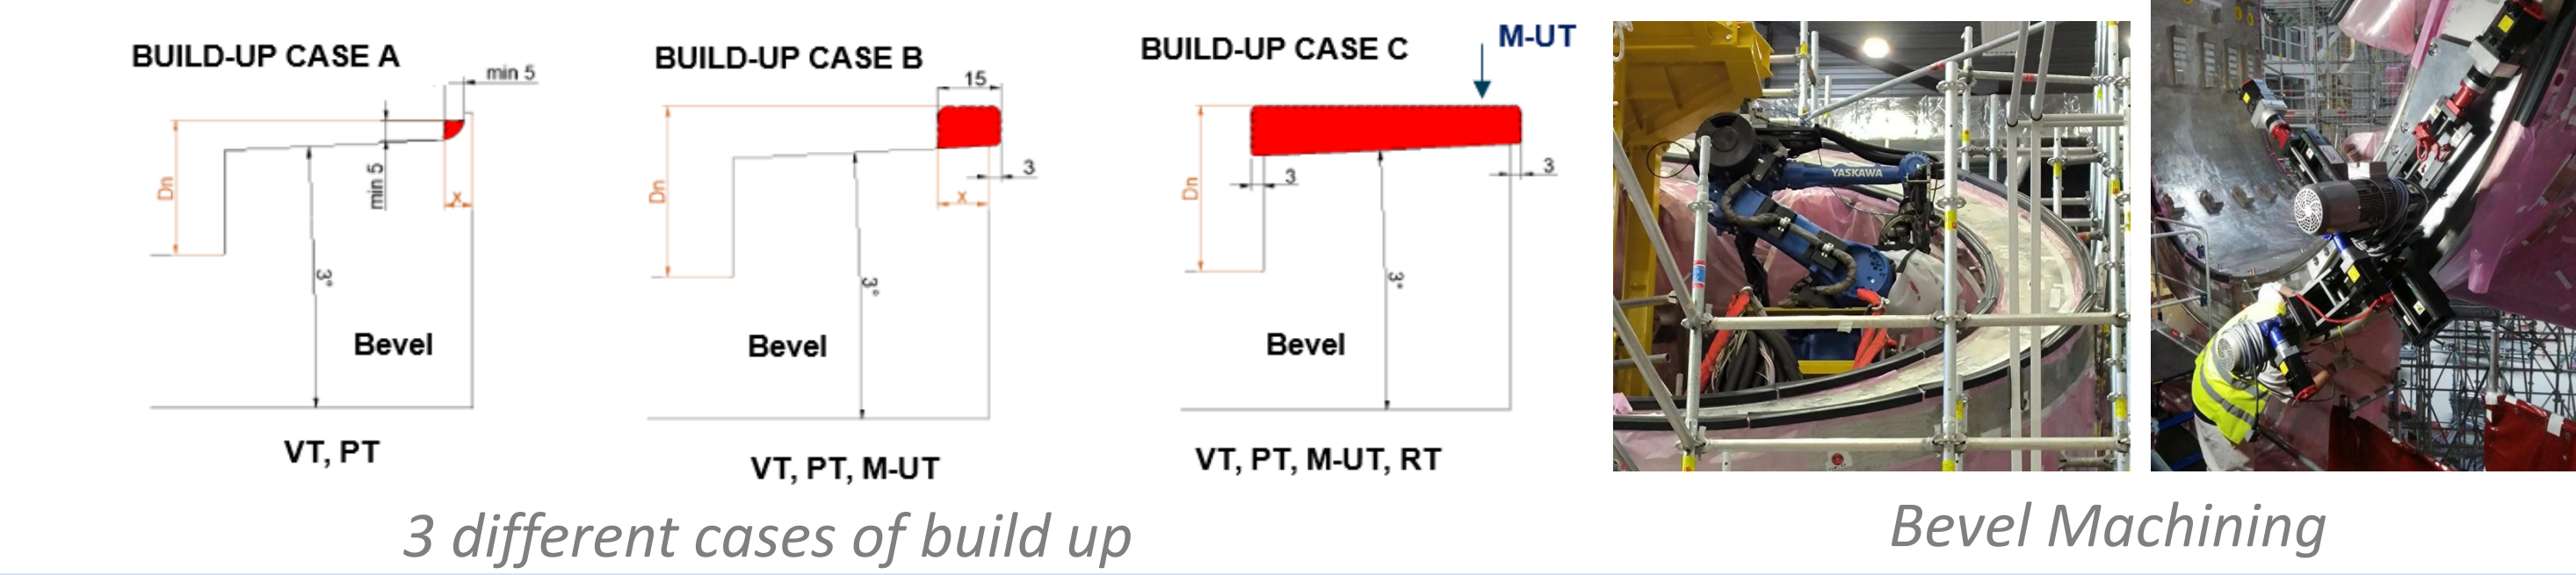 BUILD-UP CASE A
min 5
Dn
min 5
x
3°
Bevel
VT, PT
BUILD-UP CASE B
15
Dn
3
x
3°
Bevel
VT, PT, M-UT
BUILD-UP CASE C
M-UT
Dn
3
3
3°
Bevel
VT, PT, M-UT, RT
3 different cases of build up
YASKAWA
Bevel Machining